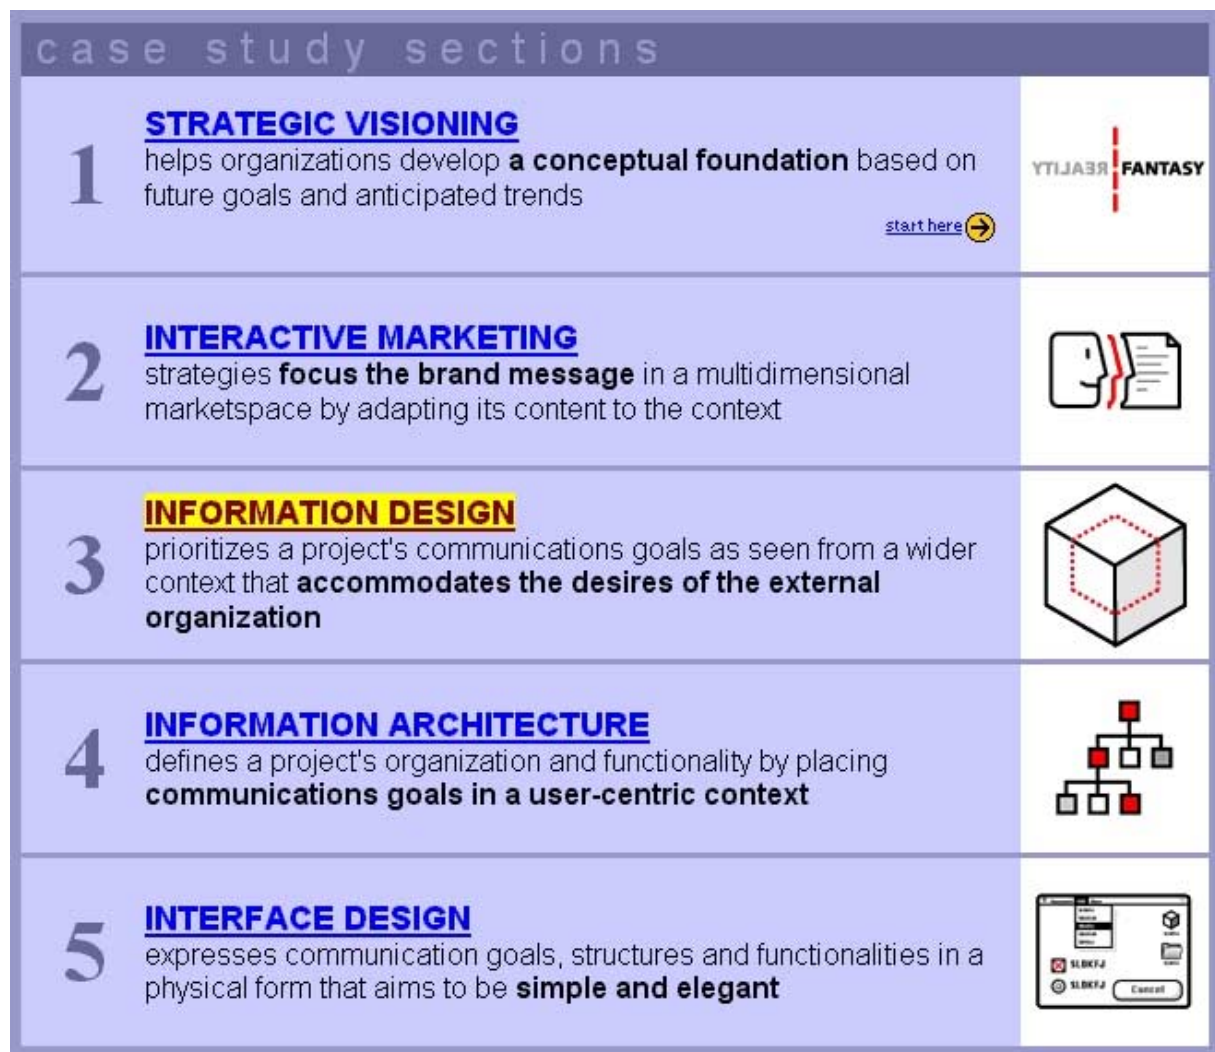 case study sections
1
STRATEGIC VISIONING
helps organizations develop a conceptual foundation based on
future goals and anticipated trends
start here
REALITY FANTASY
2
INTERACTIVE MARKETING
strategies focus the brand message in a multidimensional
marketspace by adapting its content to the context
3
INFORMATION DESIGN
prioritizes a project's communications goals as seen from a wider
context that accommodates the desires of the external
organization
4
INFORMATION ARCHITECTURE
defines a project's organization and functionality by placing
communications goals in a user-centric context
5
INTERFACE DESIGN
expresses communication goals, structures and functionalities in a
physical form that aims to be simple and elegant
SLDKFJ
SLDKFJ
Cancel